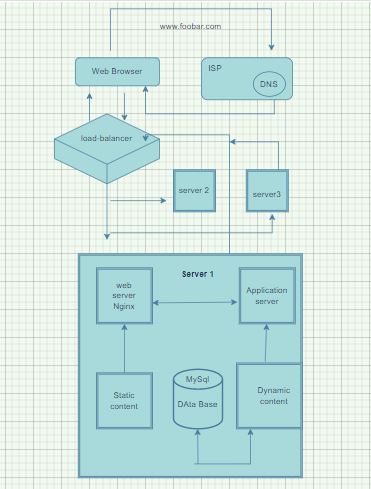 www.foobar.com
Web Browser
ISP
DNS
load-balancer
server 2
server3
Server 1
web
server
Nginx
Application
server
Static
content
MySql
DAta Base
Dynamic
content